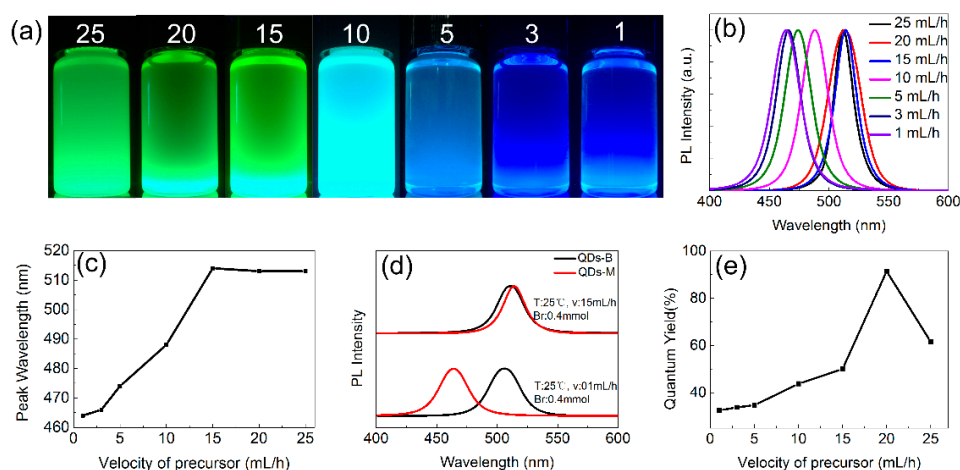 (a)
25 20 15 10 5 3 1
(b)
25 mL/h
20 mL/h
15 mL/h
10 mL/h
5 mL/h
3 mL/h
1 mL/h
PL Intensity (a.u.)
400 450 500 550 600
Wavelength (nm)
(c)
Peak Wavelength (nm)
530
520
510
500
490
480
470
460
0 5 10 15 20 25
Velocity of precursor (mL/h)
(d)
QDs-B
QDs-M
T:25℃, v:15mL/h
Br:0.4mmol
T:25℃, v:01mL/h
Br:0.4mmol
PL Intensity
400 450 500 550 600
Wavelength (nm)
(e)
Quantum Yield(%)
100
80
60
40
0 5 10 15 20 25
Velocity of precursor (mL/h)